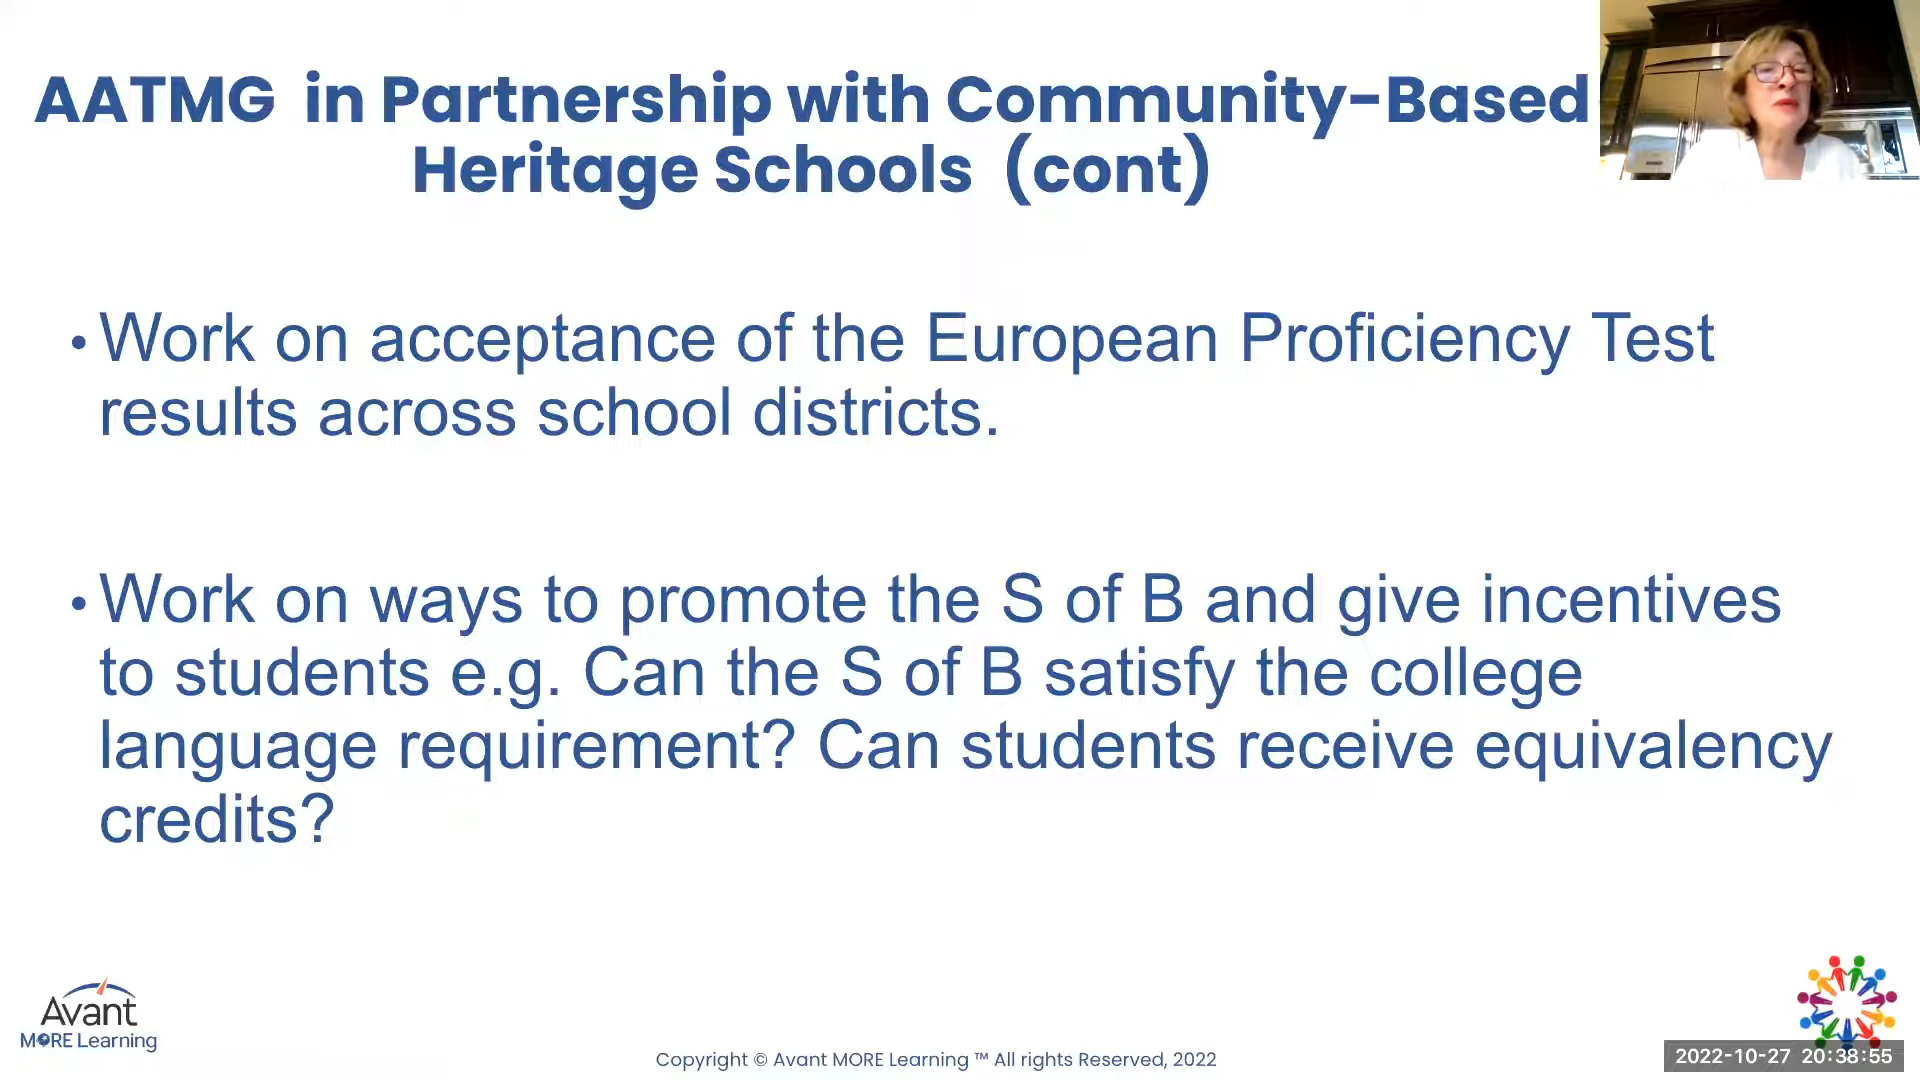 AATMG in Partnership with Community-Based
Heritage Schools (cont)
• Work on acceptance of the European Proficiency Test
results across school districts.
• Work on ways to promote the S of B and give incentives
to students e.g. Can the S of B satisfy the college
language requirement? Can students receive equivalency
credits?
Avant
MORE Learning
Copyright © Avant MORE Learning ™ All rights Reserved, 2022
2022-10-27 20:38:55